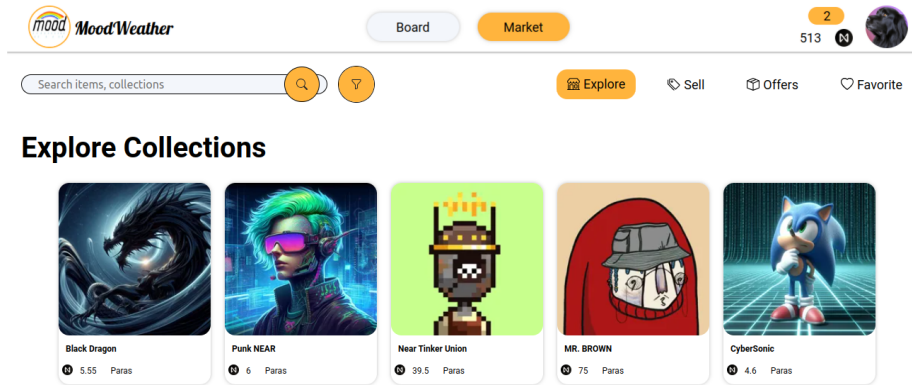 mood MoodWeather
Board Market
2
513
Search items, collections
Explore Sell Offers Favorite
Explore Collections
Black Dragon Punk NEAR Near Tinker Union MR. BROWN CyberSonic
5.55 Paras 6 Paras 39.5 Paras 75 Paras 4.6 Paras